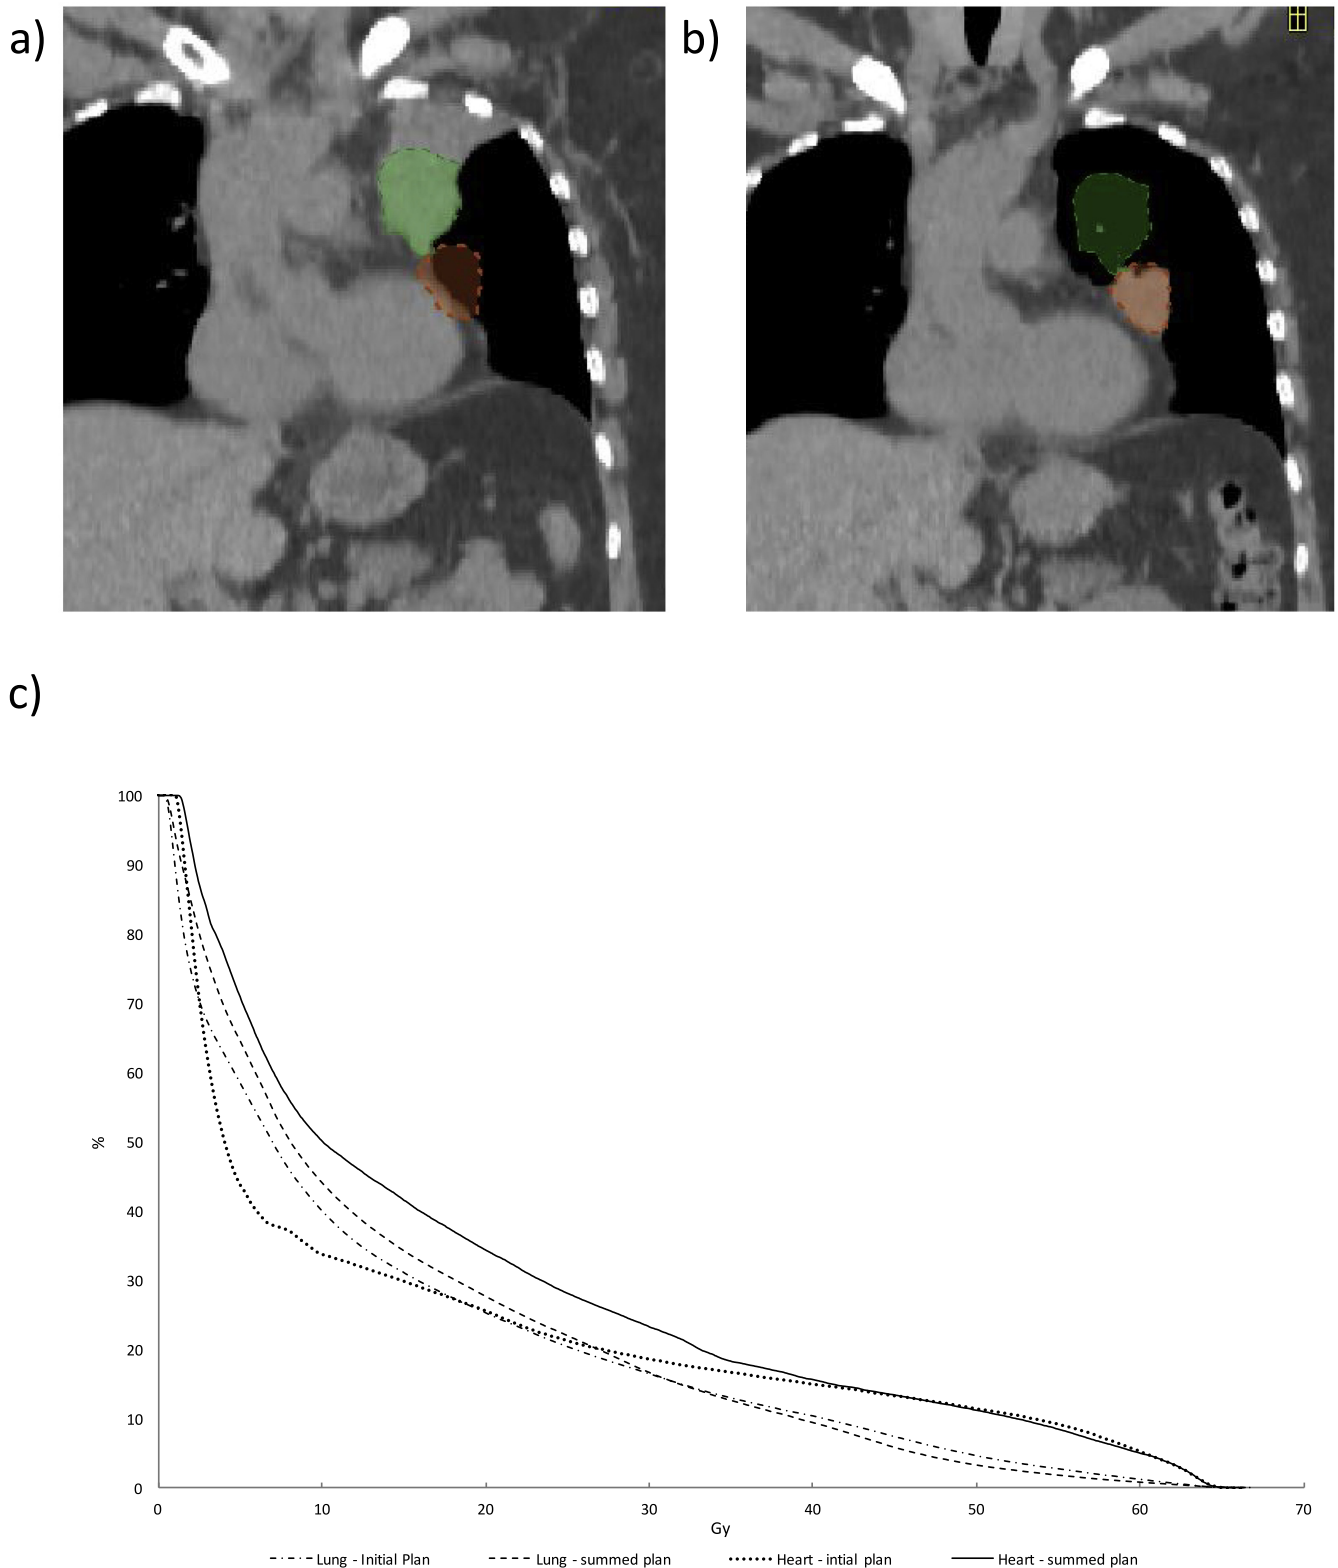 a)
b)
c)
100
90
80
70
60
50
40
30
20
10
0
%
0 10 20 30 40 50 60 70
Gy
Lung - Initial Plan Lung - summed plan Heart - intial plan Heart - summed plan